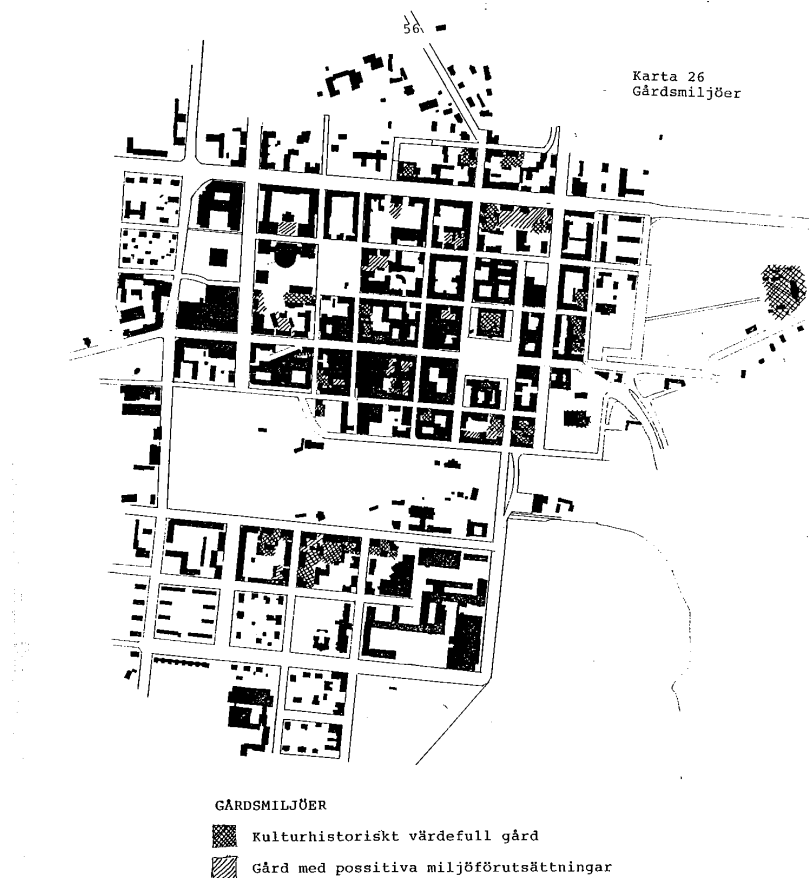 56
Karta 26
Gårdsmiljöer
GÅRDSMILJÖER
Kulturhistoriskt värdefull gård
Gård med possitiva miljöförutsättningar